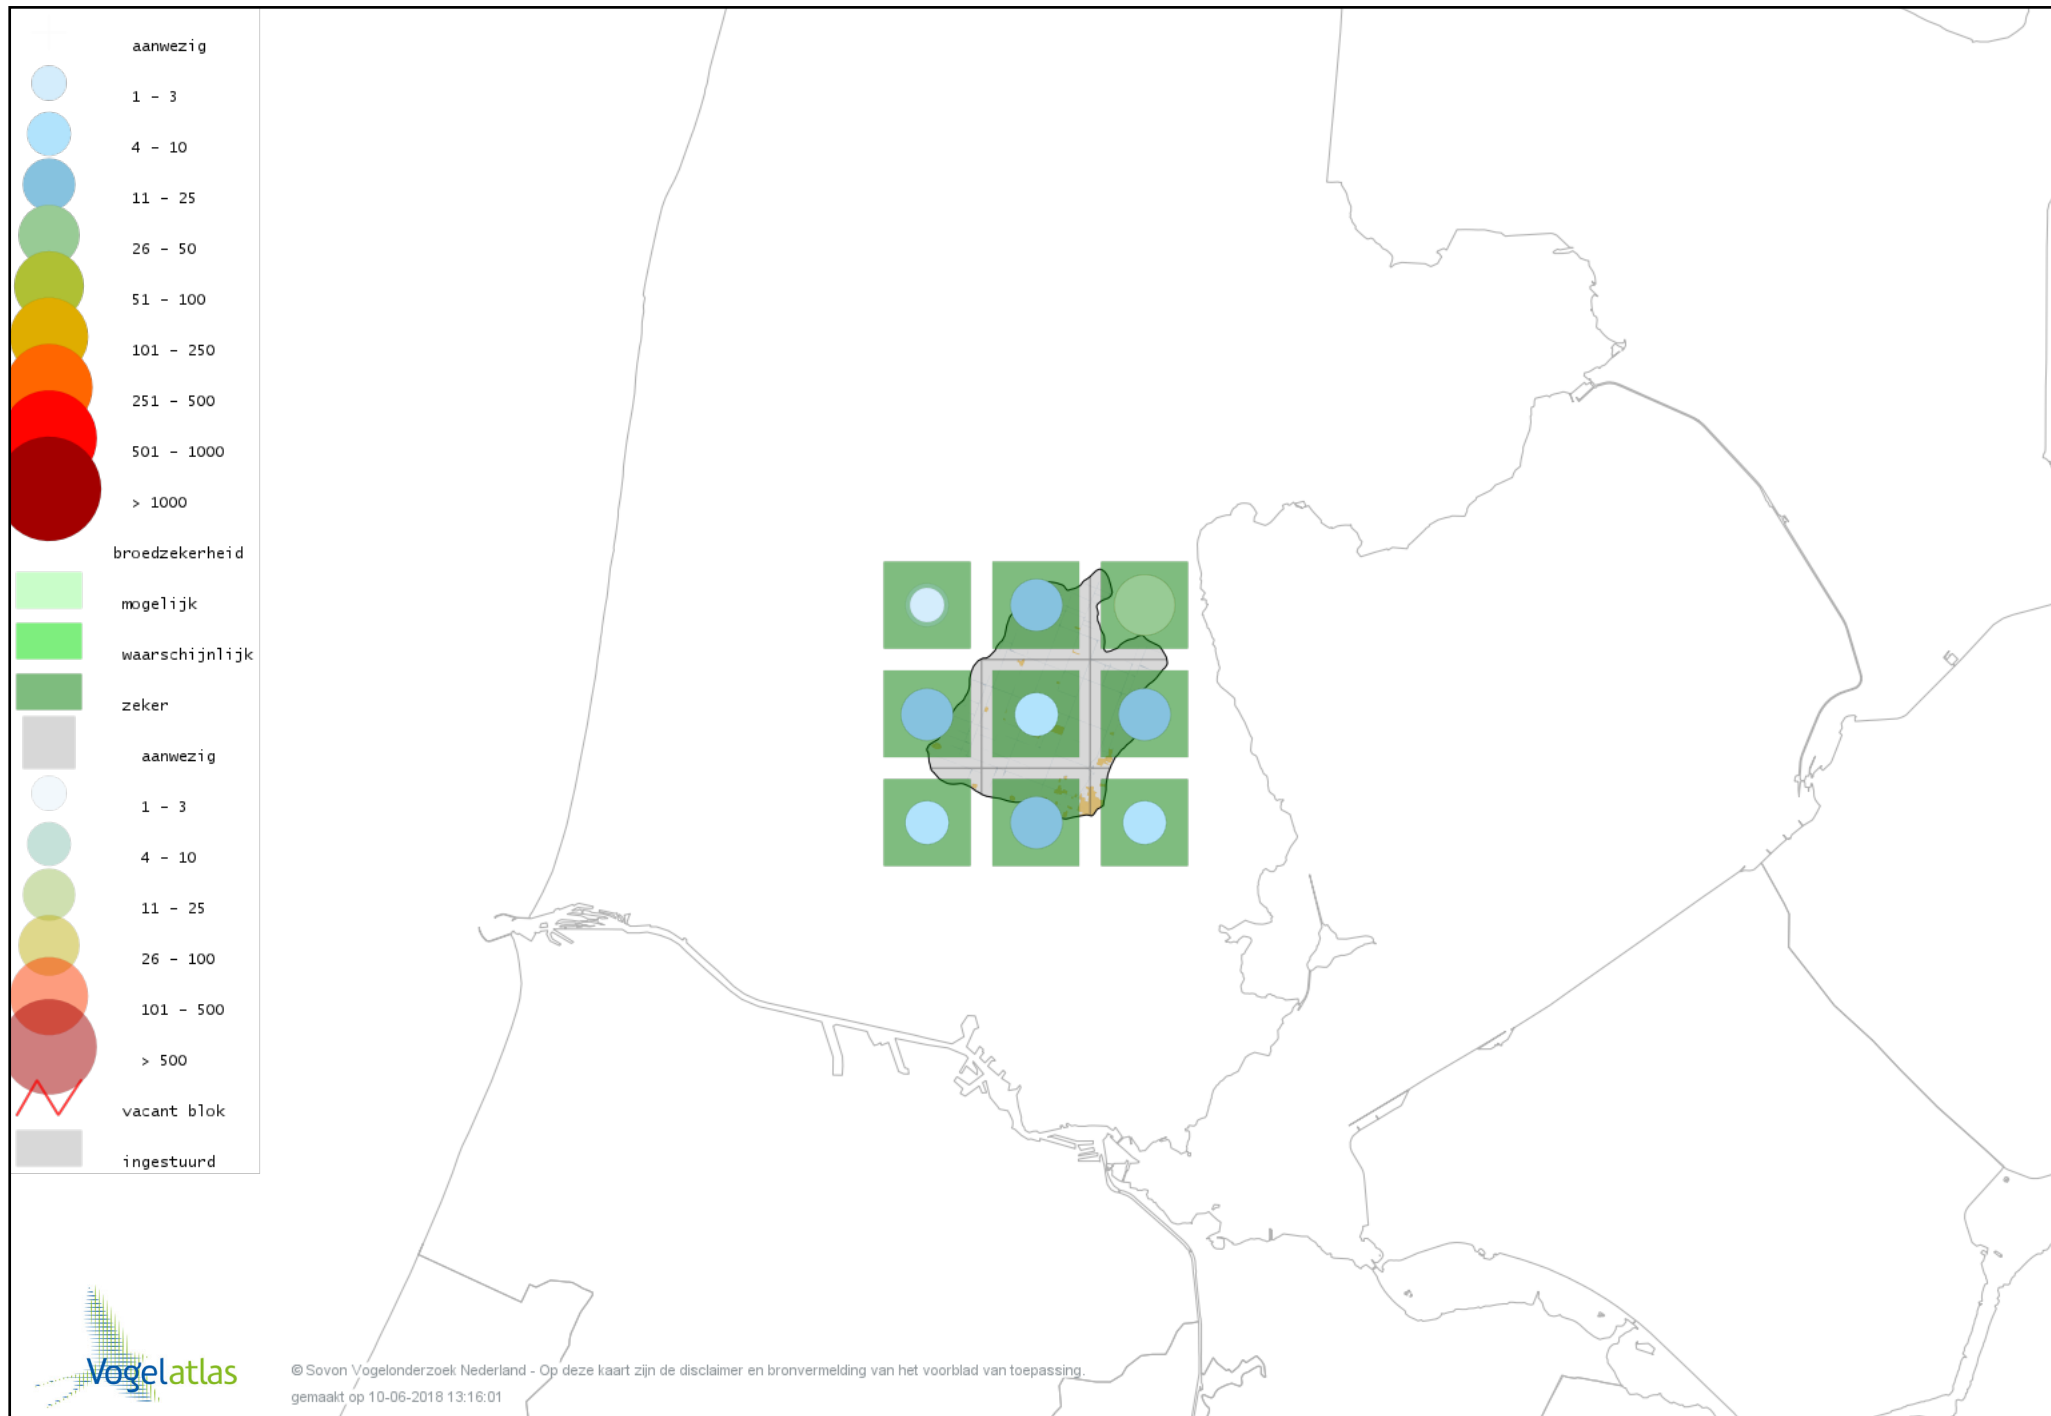 aanwezig
1 - 3
4 - 10
11 - 25
26 - 50
51 - 100
101 - 250
251 - 500
501 - 1000
> 1000
broedzekerheid
mogelijk
waarschijnlijk
zeker
aanwezig
1 - 3
4 - 10
11 - 25
26 - 100
101 - 500
> 500
vacant blok
ingestuurd
Vogelatlas
© Sovon Vogelonderzoek Nederland - Op deze kaart zijn de disclaimer en bronvermelding van het voorblad van toepassing.
gemaakt op 10-06-2018 13:16:01